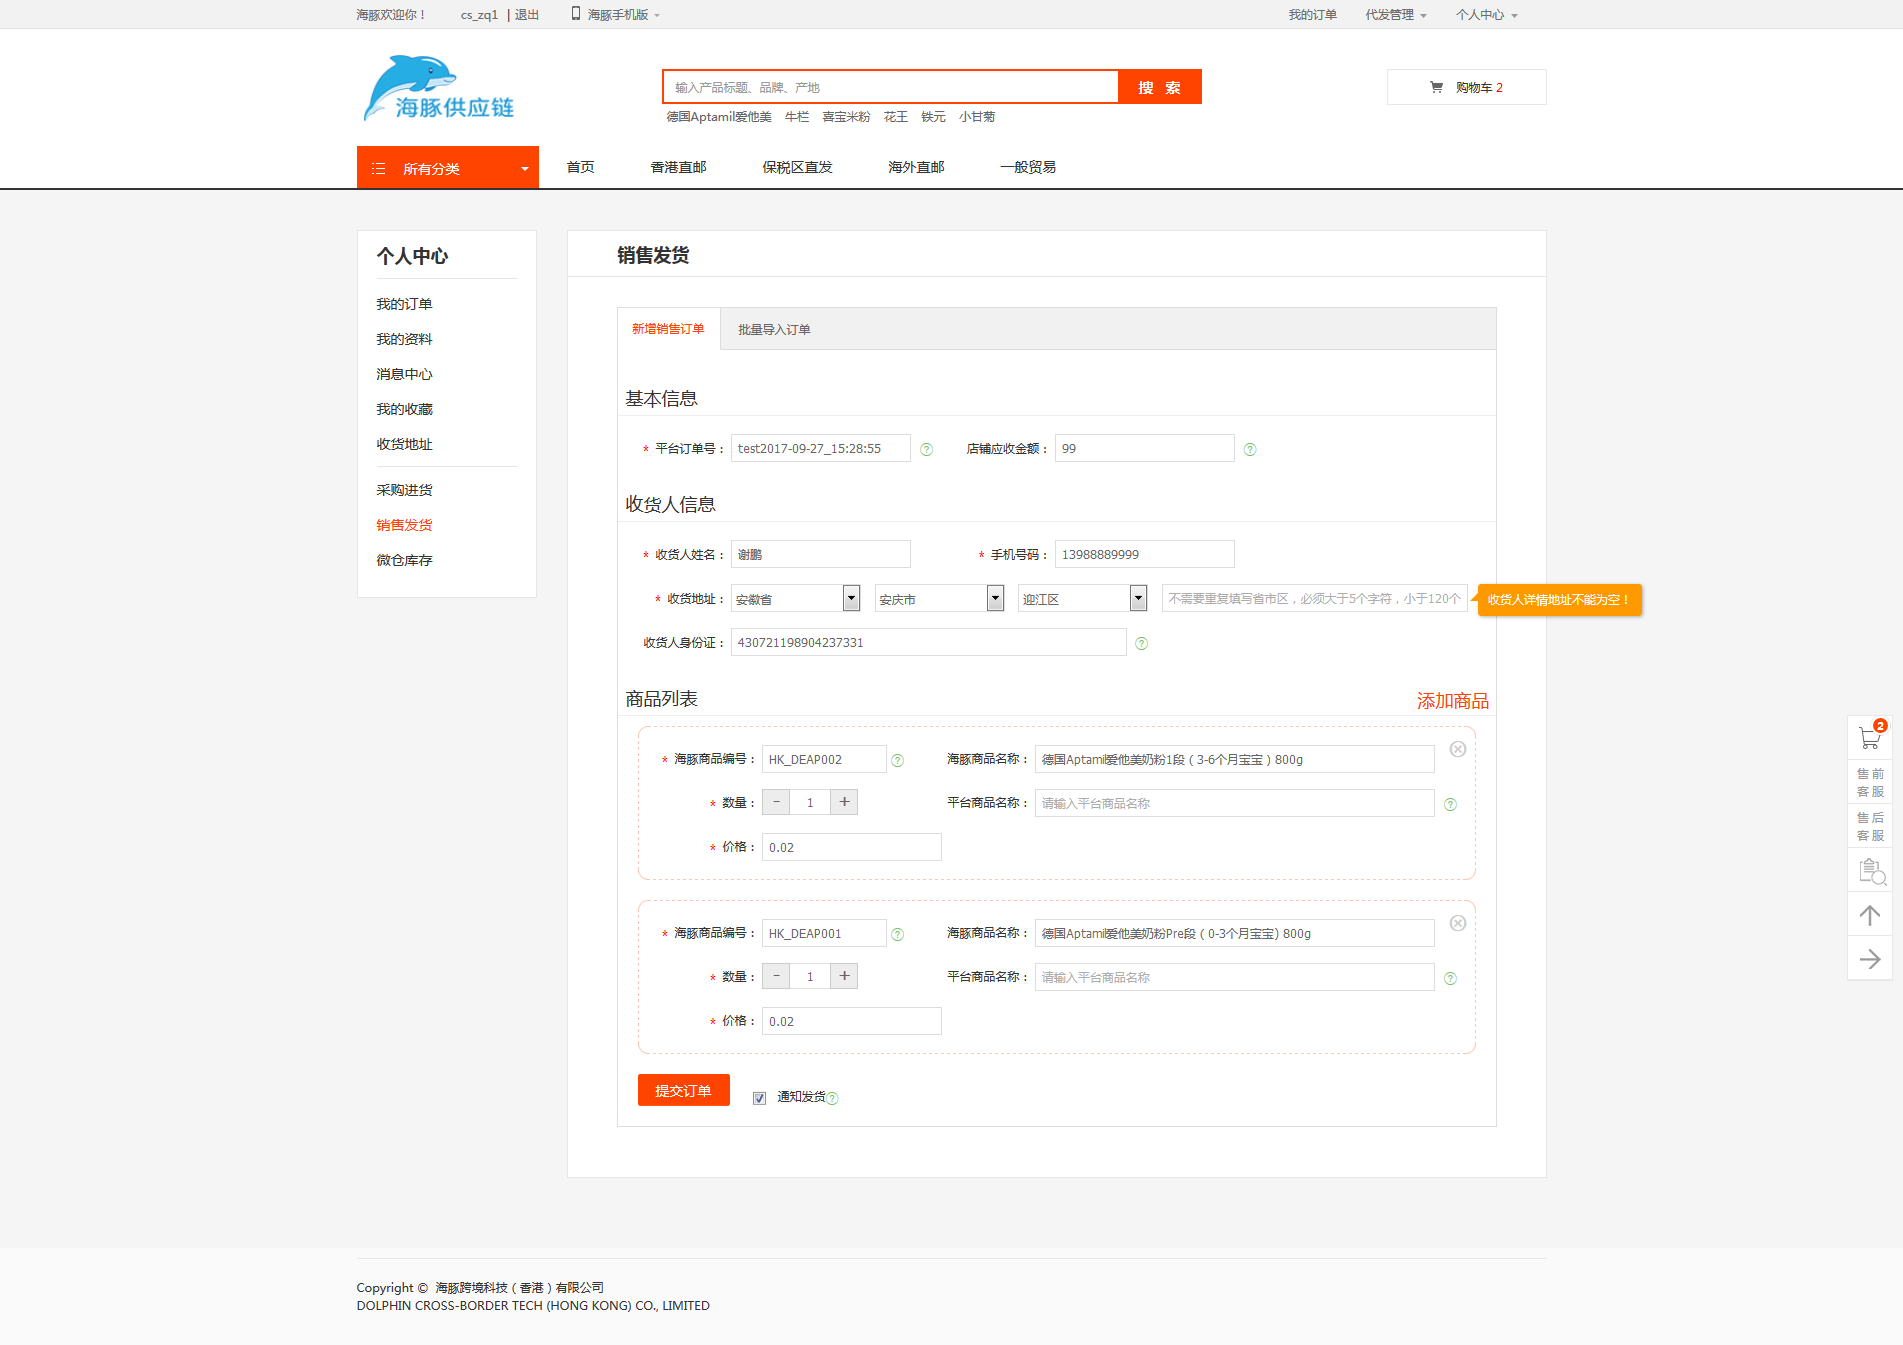 海豚欢迎你！ cs_zq1 | 退出 海豚手机版 我的订单 代发管理 个人中心
海豚供应链
输入产品标题、品牌、产地 搜 索
购物车 2
德国Aptamil爱他美 牛栏 喜宝米粉 花王 铁元 小甘菊
所有分类 首页 香港直邮 保税区直发 海外直邮 一般贸易
个人中心
我的订单
我的资料
消息中心
我的收藏
收货地址
采购进货
销售发货
微仓库存
销售发货
新增销售订单 批量导入订单
基本信息
* 平台订单号： test2017-09-27_15:28:55 ? 店铺应收金额： 99 ?
收货人信息
* 收货人姓名： 谢鹏 * 手机号码： 13988889999
* 收货地址： 安徽省 安庆市 迎江区 不需要重复填写省市区，必须大于5个字符，小于120个 收货人详情地址不能为空！
收货人身份证： 430721198904237331 ?
商品列表 添加商品
* 海豚商品编号： HK_DEAP002 ? 海豚商品名称： 德国Aptamil爱他美奶粉1段（3-6个月宝宝）800g
* 数量： - 1 + 平台商品名称： 请输入平台商品名称 ?
* 价格： 0.02
* 海豚商品编号： HK_DEAP001 ? 海豚商品名称： 德国Aptamil爱他美奶粉Pre段（0-3个月宝宝) 800g
* 数量： - 1 + 平台商品名称： 请输入平台商品名称 ?
* 价格： 0.02
提交订单 通知发货 ?
2
售前
客服
售后
客服
Copyright © 海豚跨境科技（香港）有限公司
DOLPHIN CROSS-BORDER TECH (HONG KONG) CO., LIMITED